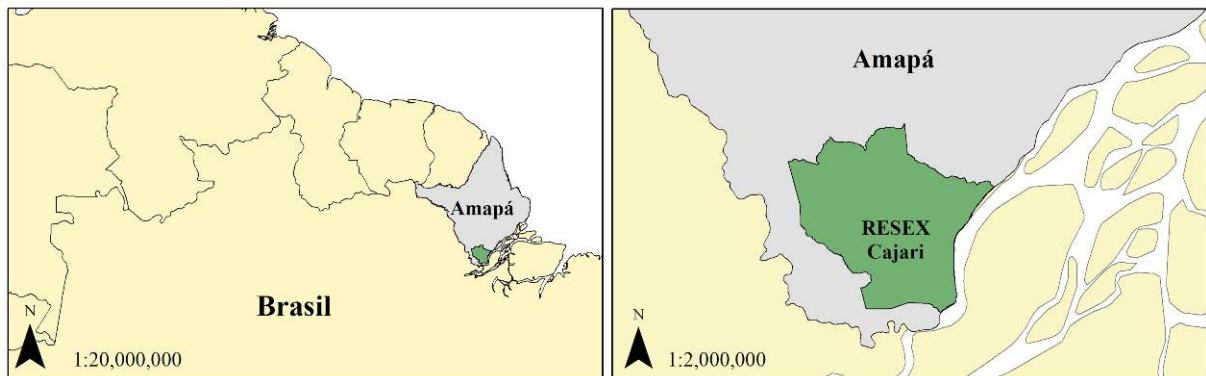 Amapá
Brasil
N
1:20,000,000
Amapá
RESEX
Cajari
N
1:2,000,000